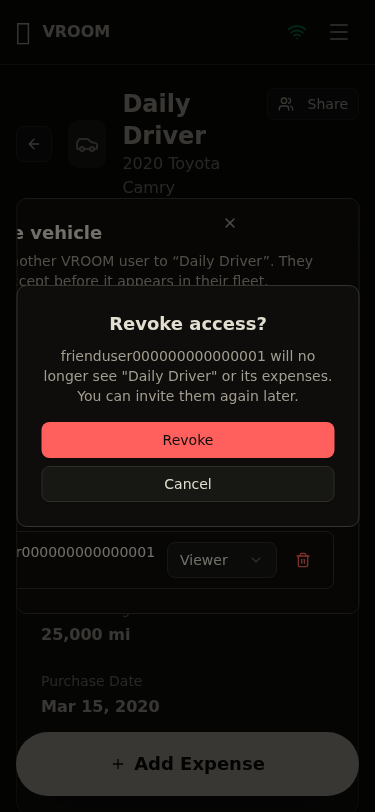 VROOM
Daily
Driver
Share
2020 Toyota
Camry
e vehicle
other VROOM user to “Daily Driver”. They
cept before it appears in their fleet.
Revoke access?
frienduser000000000000001 will no
longer see "Daily Driver" or its expenses.
You can invite them again later.
Revoke
Cancel
r000000000000001
Viewer
25,000 mi
Purchase Date
Mar 15, 2020
+ Add Expense